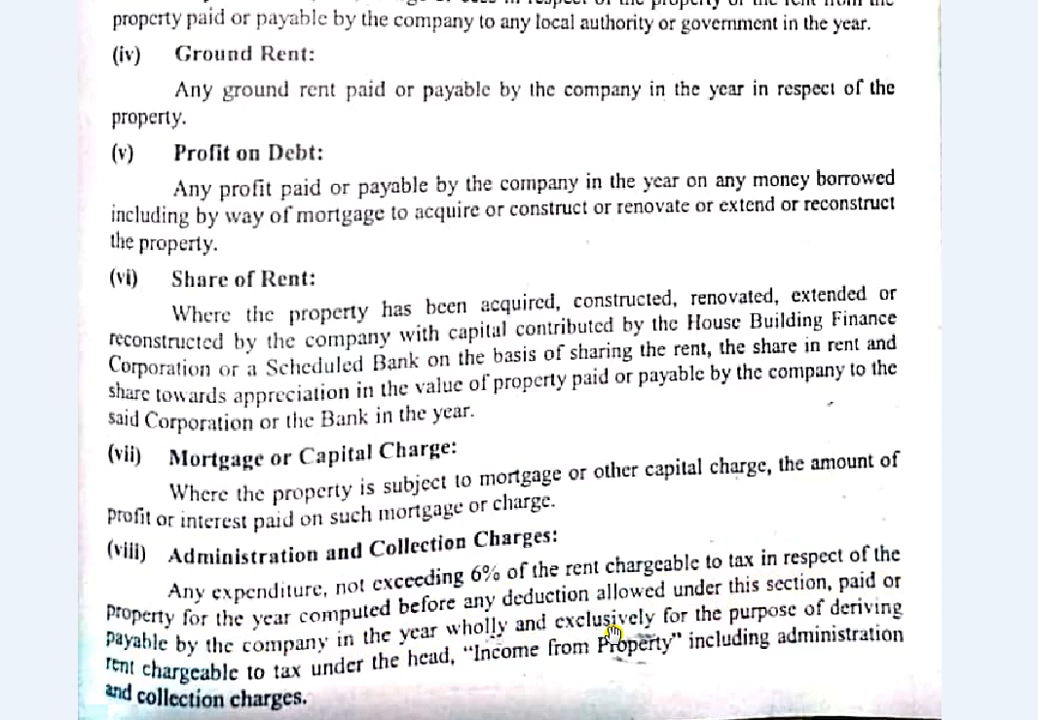 property paid or payable by the company to any local authority or government in the year.
(iv) Ground Rent:
Any ground rent paid or payable by the company in the year in respect of the
property.
(v) Profit on Debt:
Any profit paid or payable by the company in the year on any money borrowed
including by way of mortgage to acquire or construct or renovate or extend or reconstruct
the property.
(vi) Share of Rent:
Where the property has been acquired, constructed, renovated, extended or
reconstructed by the company with capital contributed by the House Building Finance
Corporation or a Scheduled Bank on the basis of sharing the rent, the share in rent and
share towards appreciation in the value of property paid or payable by the company to the
said Corporation or the Bank in the year.
(vii) Mortgage or Capital Charge:
Where the property is subject to mortgage or other capital charge, the amount of
Profit or interest paid on such mortgage or charge.
(viii) Administration and Collection Charges:
Any expenditure, not exceeding 6% of the rent chargeable to tax in respect of the
Property for the year computed before any deduction allowed under this section, paid or
Payable by the company in the year wholly and exclusively for the purpose of deriving
rent chargeable to tax under the head, “Income from Property” including administration
and collection charges.